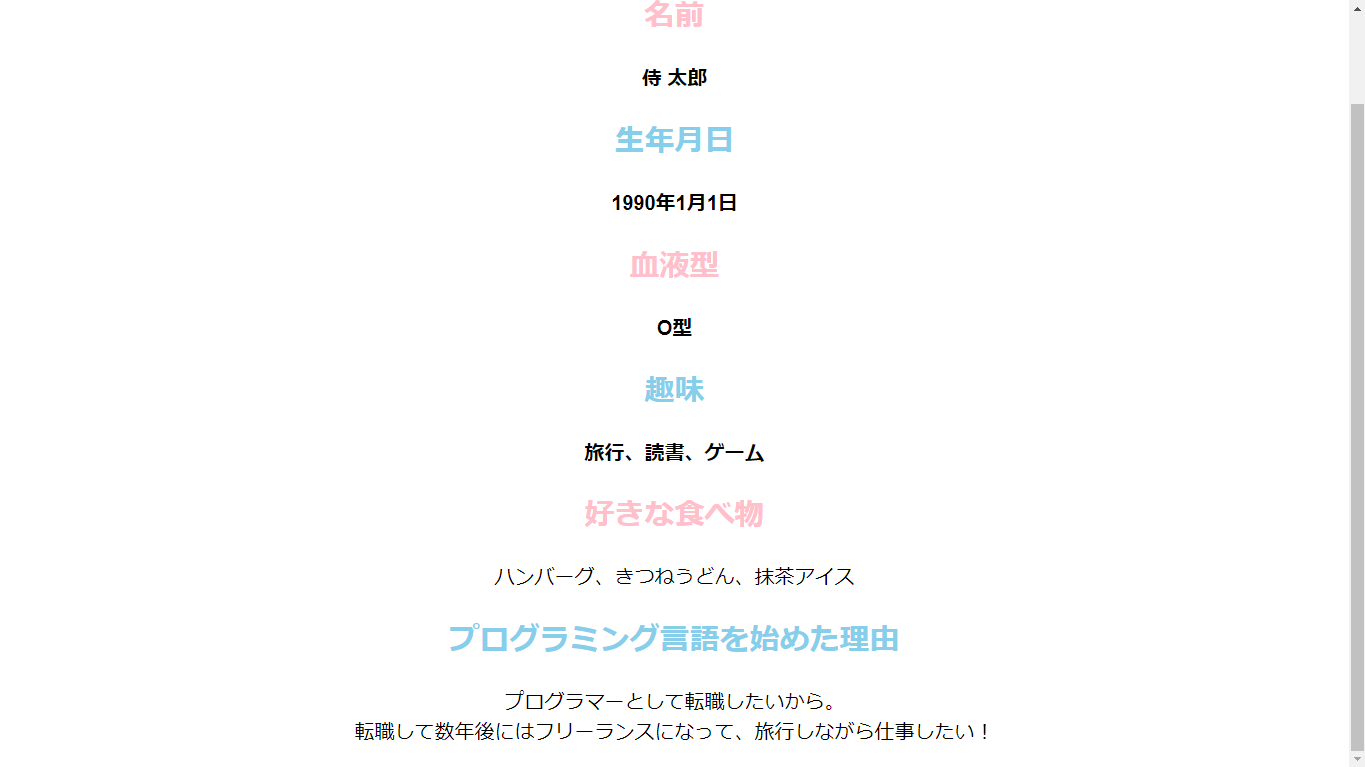 名前
侍 太郎
生年月日
1990年1月1日
血液型
O型
趣味
旅行、読書、ゲーム
好きな食べ物
ハンバーグ、きつねうどん、抹茶アイス
プログラミング言語を始めた理由
プログラマーとして転職したいから。
転職して数年後にはフリーランスになって、旅行しながら仕事したい！